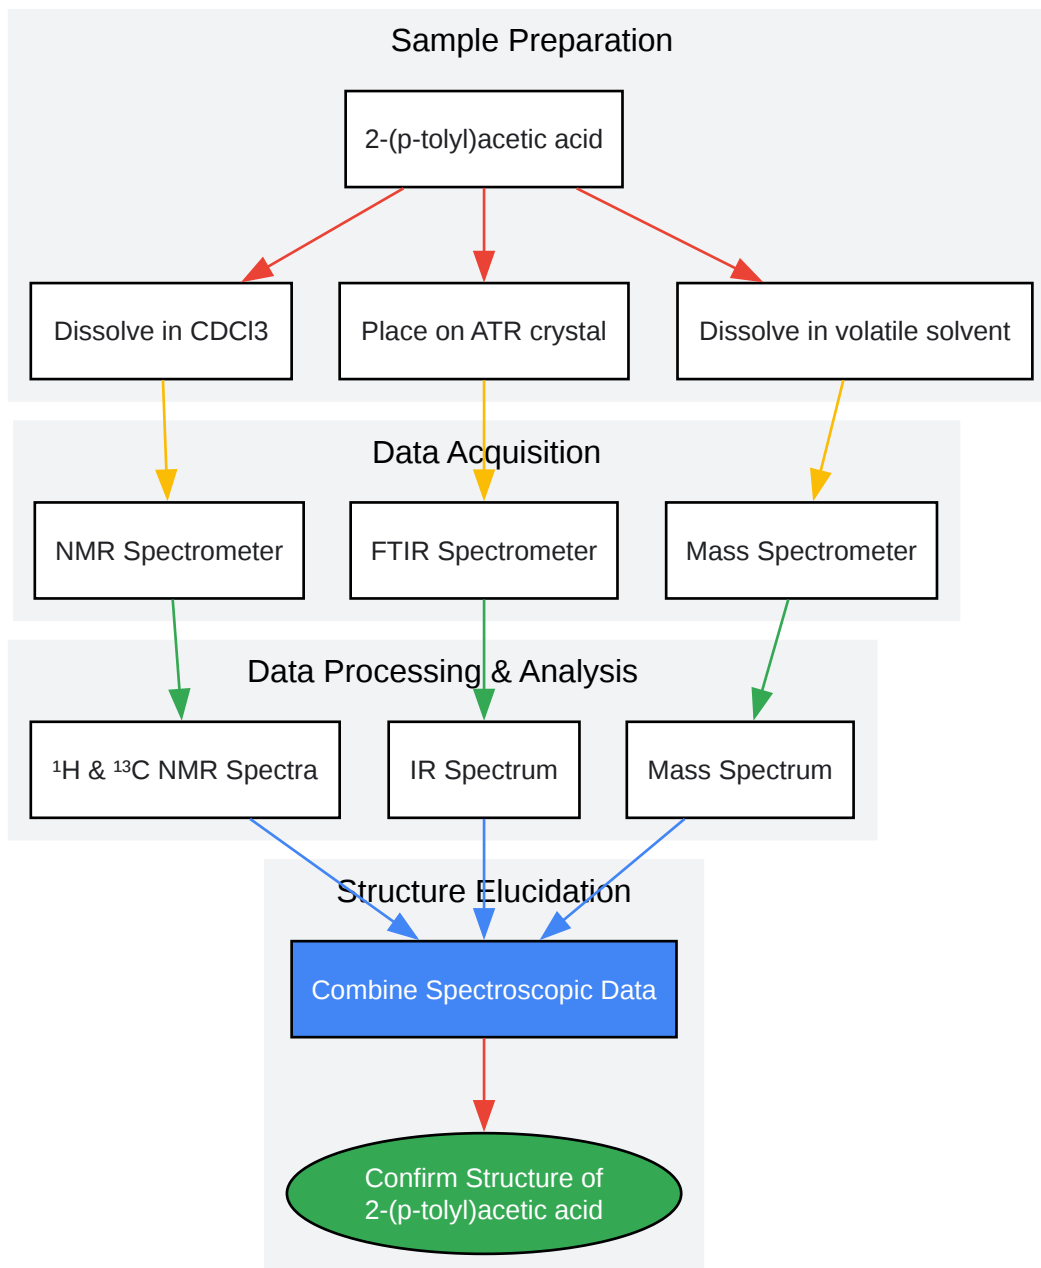 Sample Preparation
2-(p-tolyl)acetic acid
Dissolve in CDCl3
Place on ATR crystal
Dissolve in volatile solvent
Data Acquisition
NMR Spectrometer
FTIR Spectrometer
Mass Spectrometer
Data Processing & Analysis
¹H & ¹³C NMR Spectra
IR Spectrum
Mass Spectrum
Structure Elucidation
Combine Spectroscopic Data
Confirm Structure of
2-(p-tolyl)acetic acid